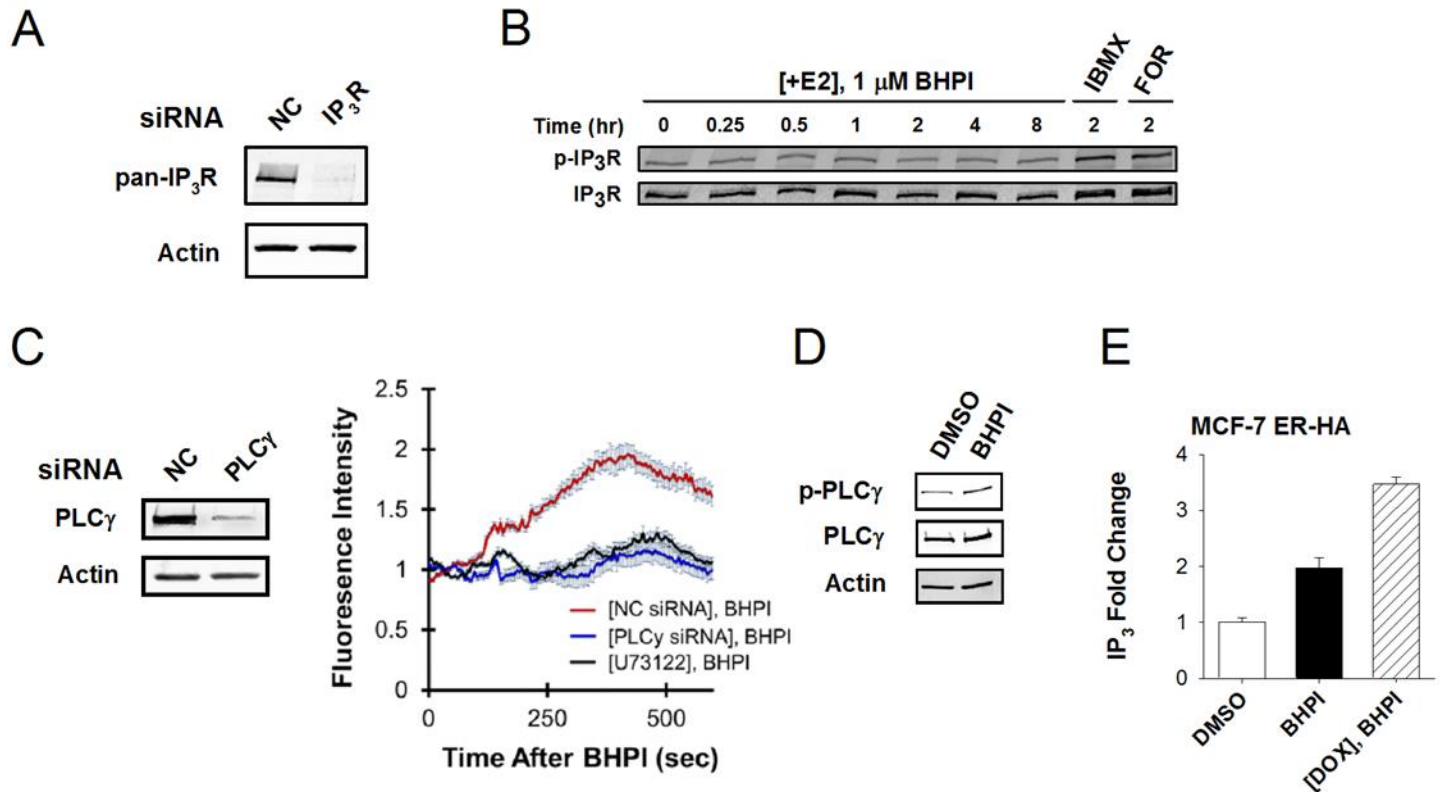 A
siRNA NC IP3R
pan-IP3R
Actin
B
[+E2], 1 μM BHPI IBMX FOR
Time (hr) 0 0.25 0.5 1 2 4 8 2 2
p-IP3R
IP3R
C
siRNA NC PLCγ
PLCγ
Actin
Fluoresence Intensity
2.5
2
1.5
1
0.5
0
[NC siRNA], BHPI
[PLCy siRNA], BHPI
[U73122], BHPI
0 250 500
Time After BHPI (sec)
D
DMSO BHPI
p-PLCγ
PLCγ
Actin
E
MCF-7 ER-HA
IP3 Fold Change
4
3
2
1
0
DMSO BHPI [DOX], BHPI